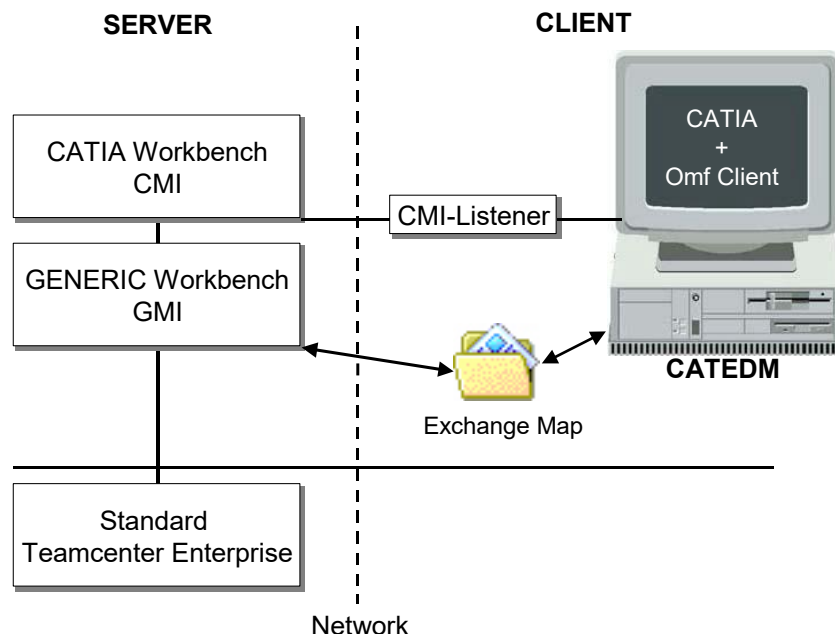 SERVER
CLIENT
CATIA Workbench
CMI
CATIA
+
Omf Client
CMI-Listener
GENERIC Workbench
GMI
CATEDM
Exchange Map
Standard
Teamcenter Enterprise
Network